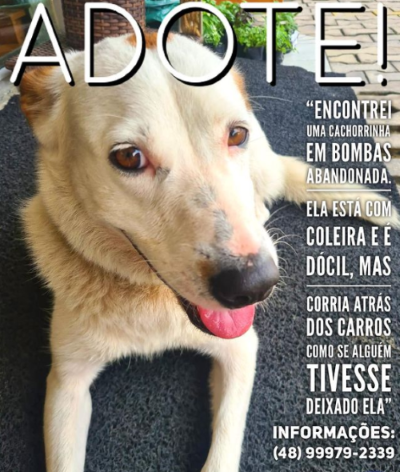 ADOTE!
“ENCONTREI
UMA CACHORRINHA
EM BOMBAS
ABANDONADA.
ELA ESTÁ COM
COLEIRA E É
DÓCIL, MAS
CORRIA ATRÁS
DOS CARROS
COMO SE ALGUÉM
TIVESSE
DEIXADO ELA”
INFORMAÇÕES:
(48) 99979-2339